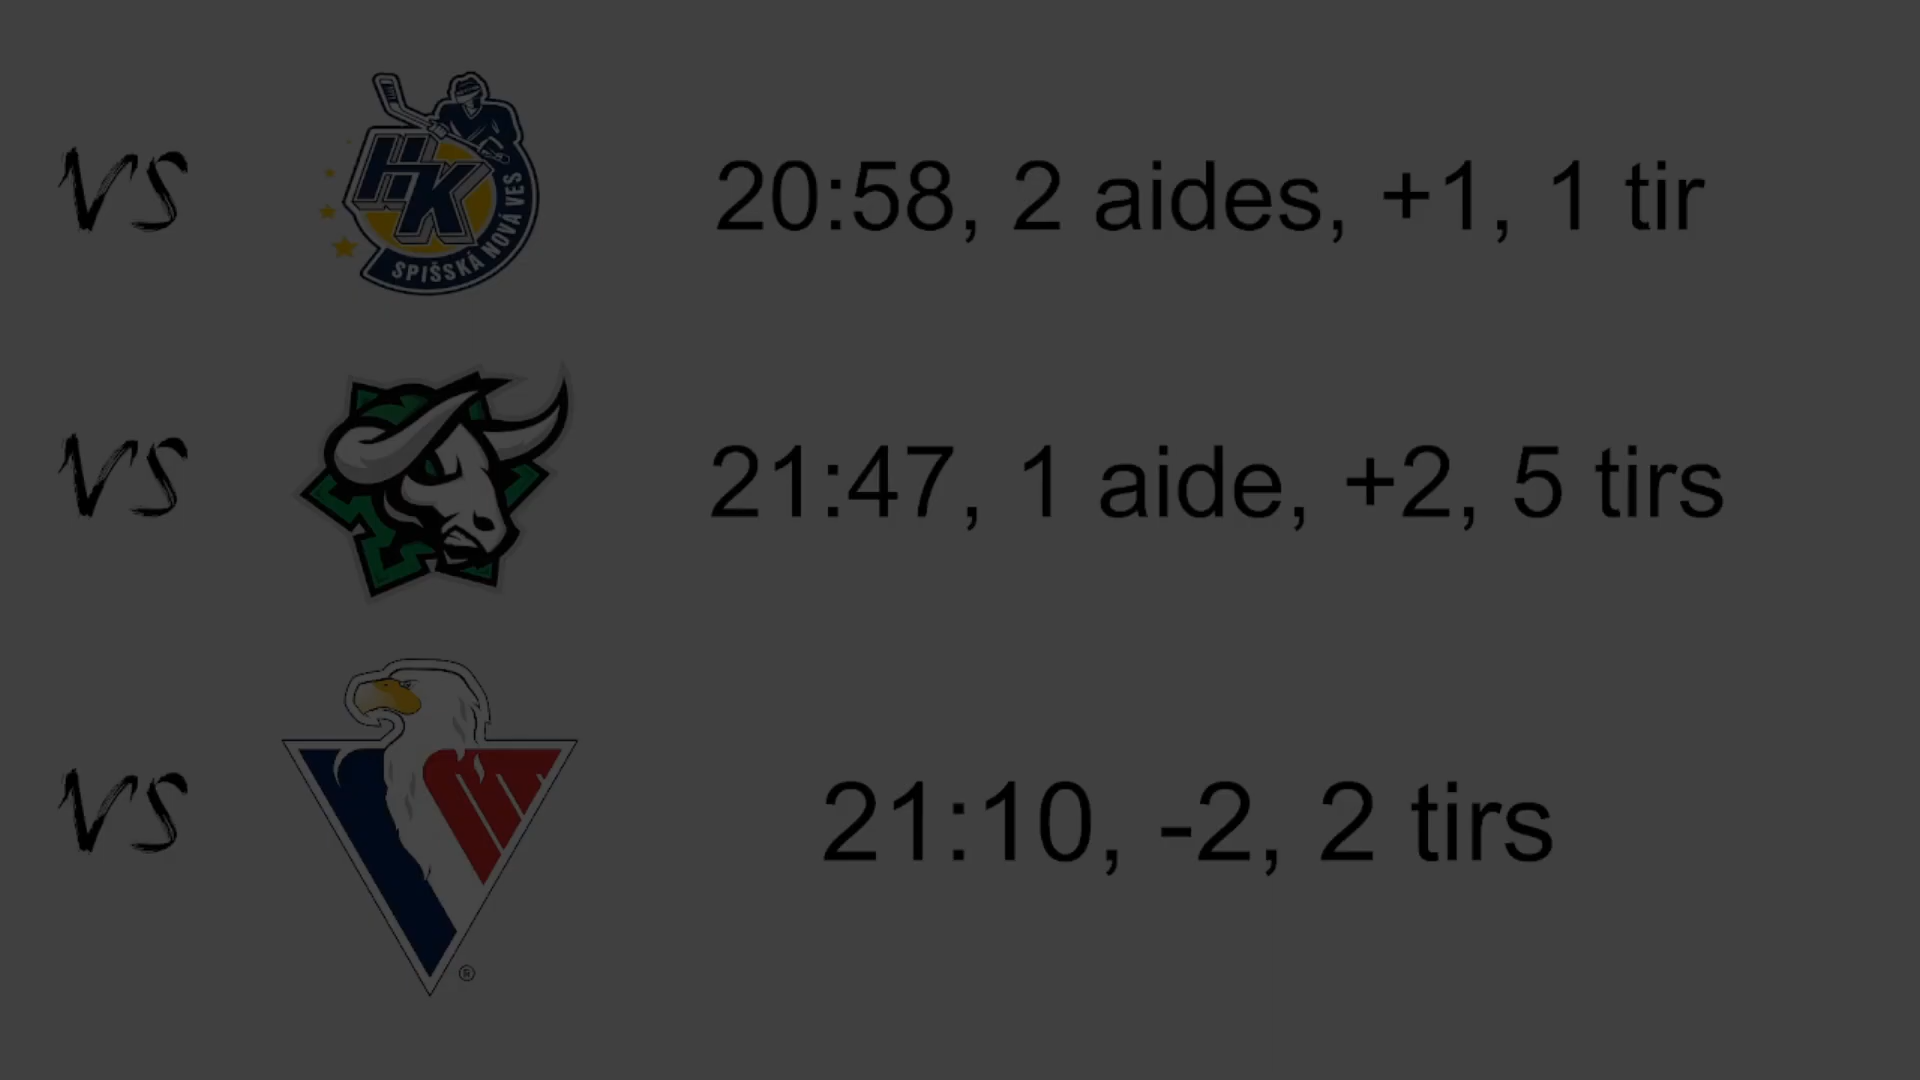 VS
HK
SPIŠSKÁ NOVÁ VES
20:58, 2 aides, +1, 1 tir
VS
21:47, 1 aide, +2, 5 tirs
VS
®
21:10, -2, 2 tirs